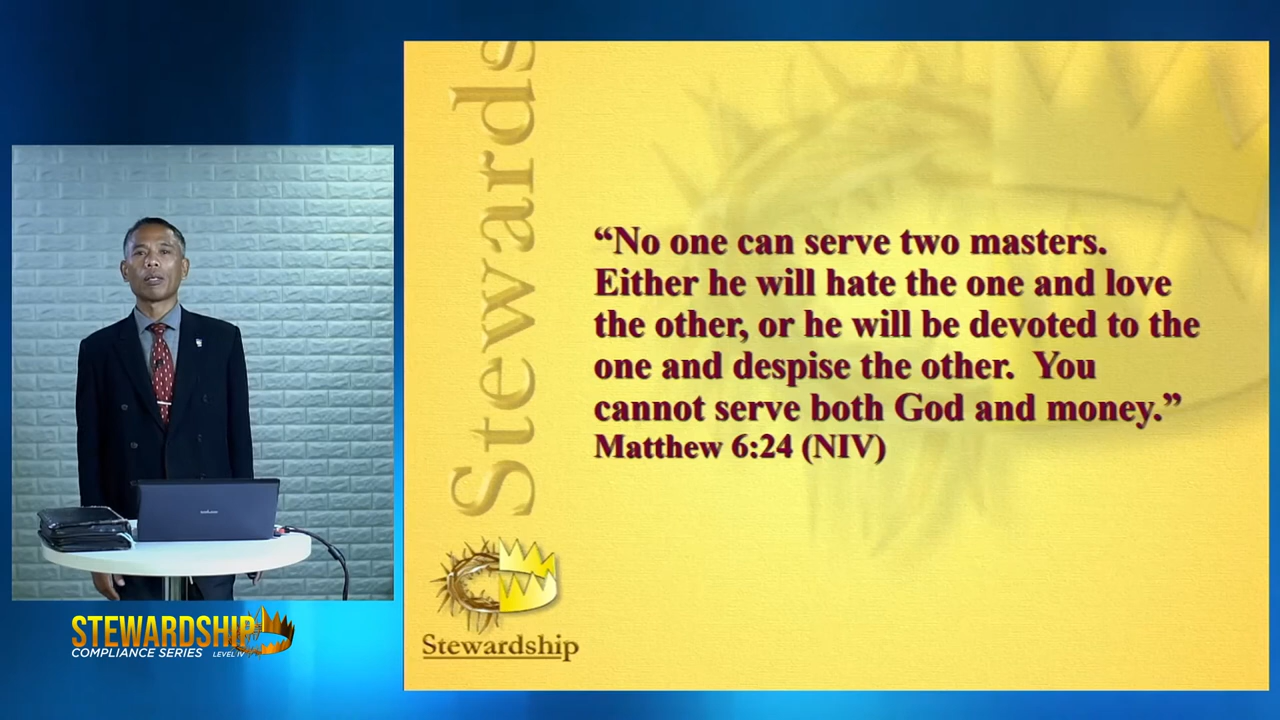 Stewards
“No one can serve two masters.
Either he will hate the one and love
the other, or he will be devoted to the
one and despise the other.  You
cannot serve both God and money.”
Matthew 6:24 (NIV)
Stewardship
STEWARDSHIP
COMPLIANCE SERIES LEVEL IV